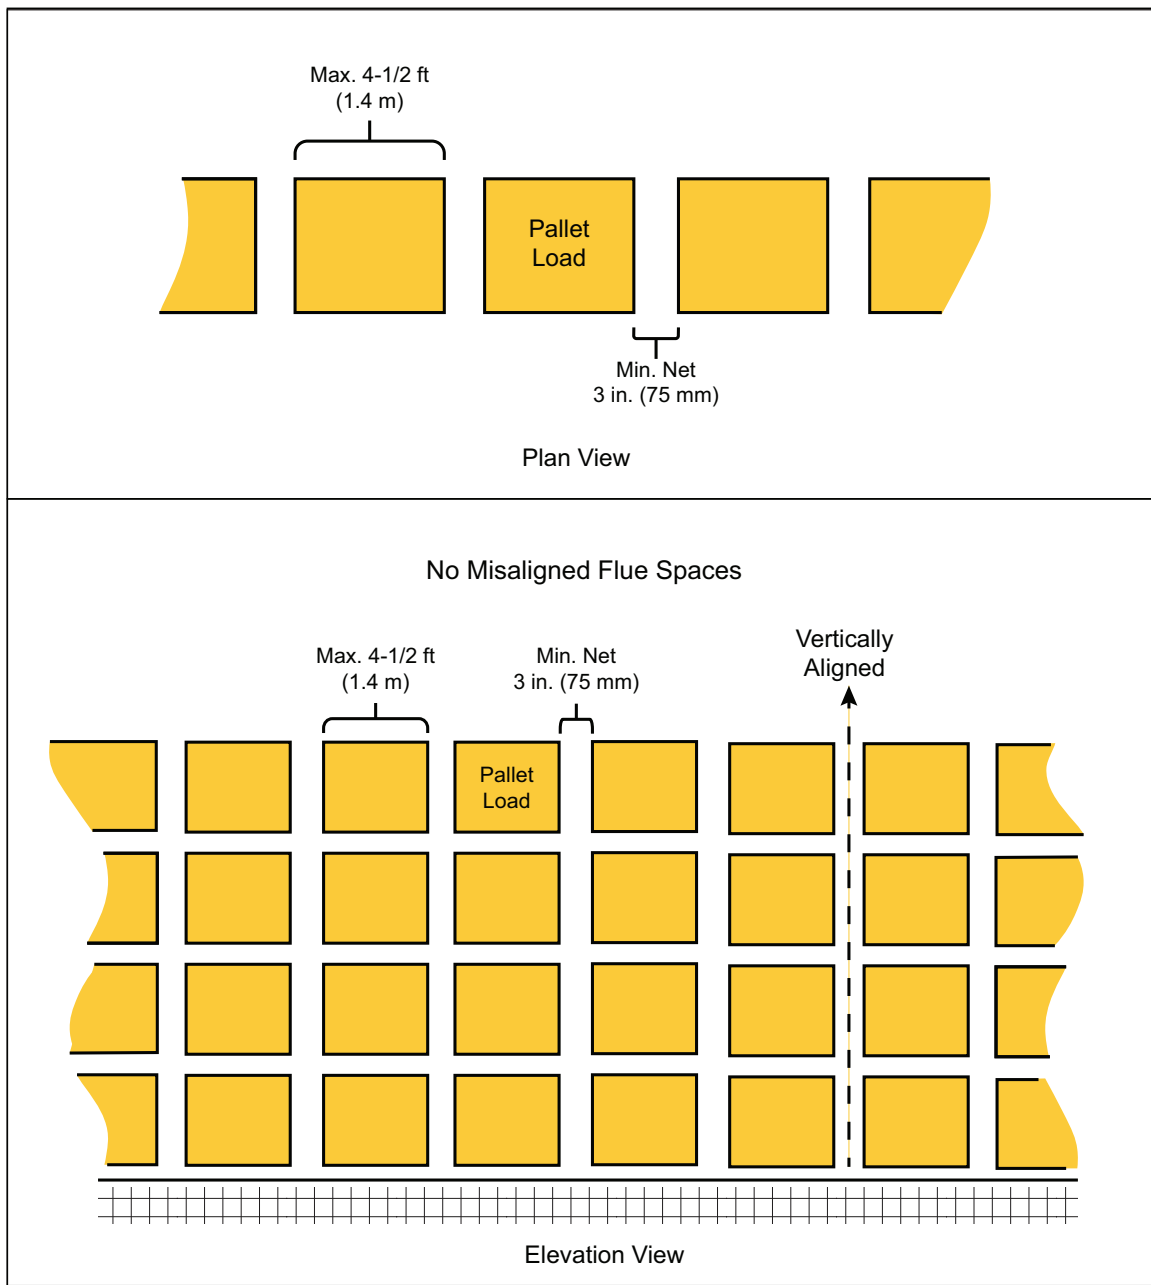 Max. 4-1/2 ft
(1.4 m)
Pallet
Load
Min. Net
3 in. (75 mm)
Plan View
No Misaligned Flue Spaces
Vertically
Aligned
Max. 4-1/2 ft
(1.4 m)
Min. Net
3 in. (75 mm)
Pallet
Load
Elevation View